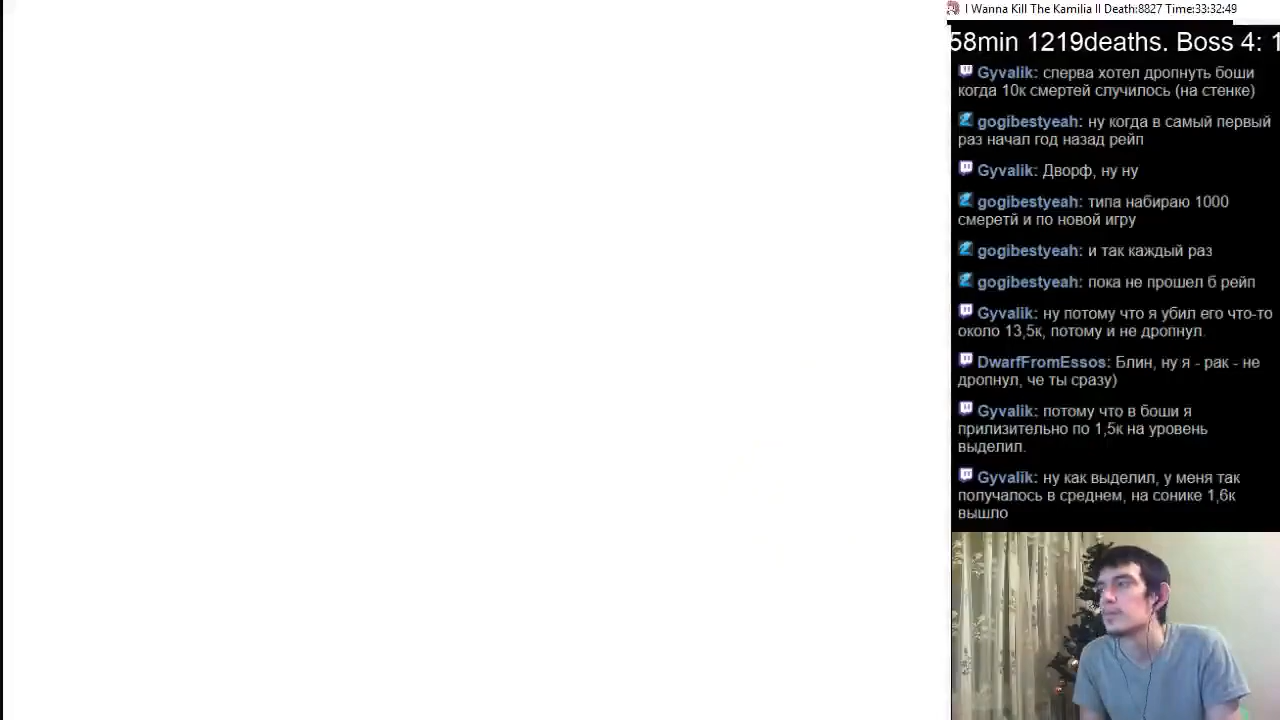 I Wanna Kill The Kamilia II Death:8827 Time:33:32:49
58min 1219deaths. Boss 4: 1
Gyvalik: сперва хотел дропнуть боши
когда 10к смертей случилось (на стенке)
gogibestyeah: ну когда в самый первый
раз начал год назад рейп
Gyvalik: Дворф, ну ну
gogibestyeah: типа набираю 1000
смеретй и по новой игру
gogibestyeah: и так каждый раз
gogibestyeah: пока не прошел б рейп
Gyvalik: ну потому что я убил его что-то
около 13,5к, потому и не дропнул.
DwarfFromEssos: Блин, ну я - рак - не
дропнул, че ты сразу)
Gyvalik: потому что в боши я
прилизительно по 1,5к на уровень
выделил.
Gyvalik: ну как выделил, у меня так
получалось в среднем, на сонике 1,6к
вышло